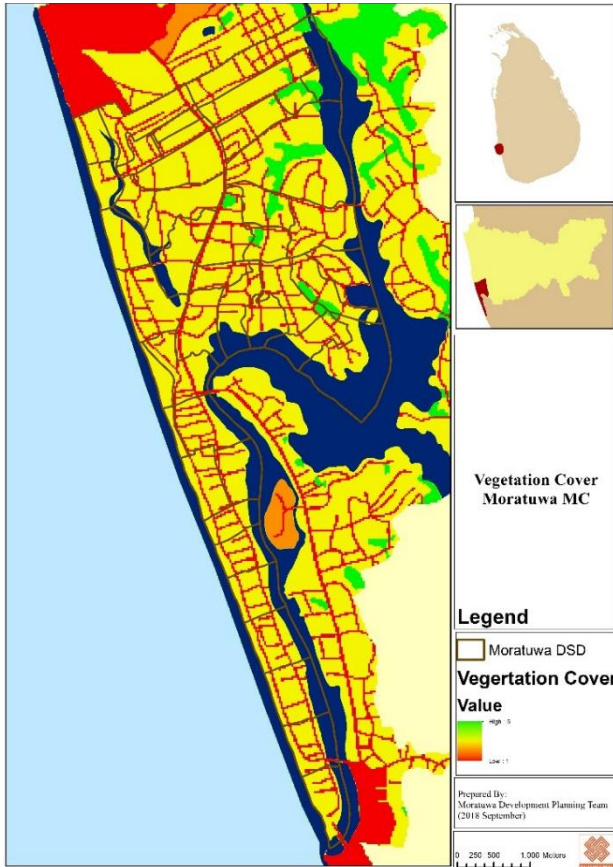 Vegetation Cover
Moratuwa MC
Legend
Moratuwa DSD
Vegertation Cover
Value
High : 5
Low : 1
Prepared By:
Moratuwa Development Planning Team
(2018 September)
0 250 500 1,000 Meters